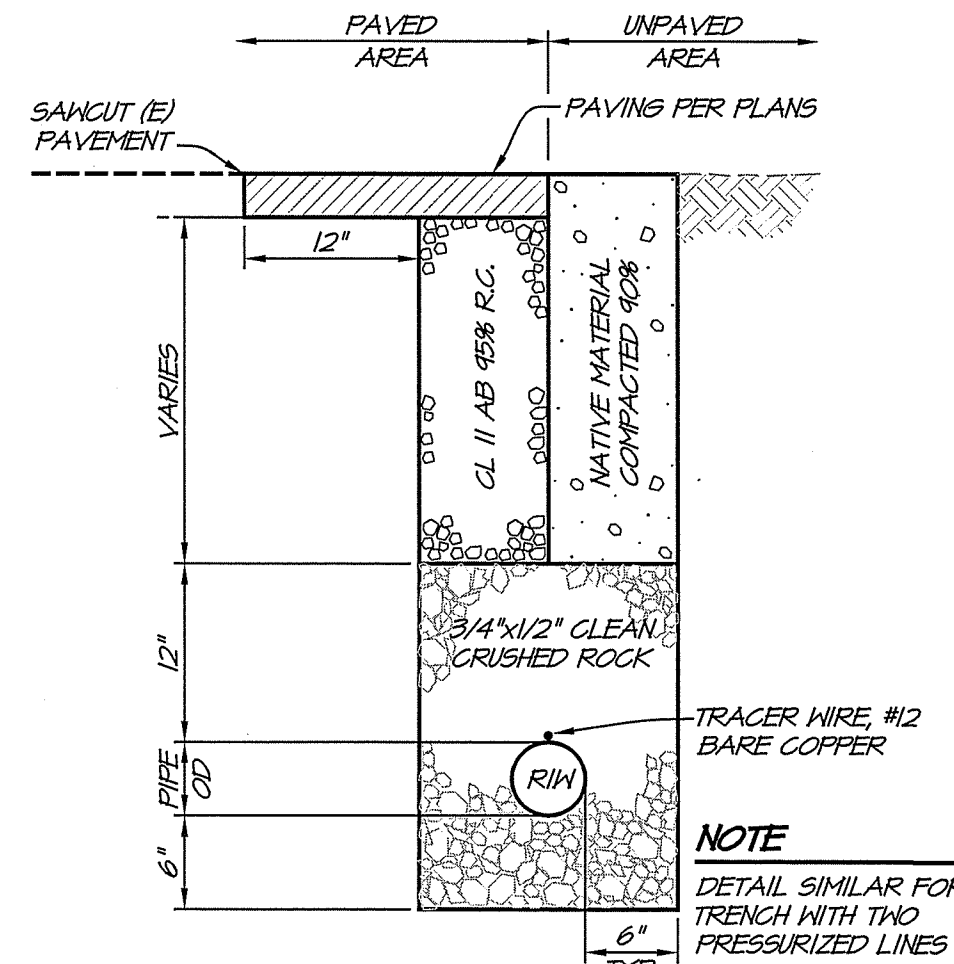 PAVED
AREA
UNPAVED
AREA
SAWCUT (E)
PAVEMENT
PAVING PER PLANS
12"
VARIES
CL II AB 95% R.C.
NATIVE MATERIAL
COMPACTED 90%
12"
3/4"x1/2" CLEAN
CRUSHED ROCK
TRACER WIRE, #12
BARE COPPER
PIPE
OD
RIW
6"
NOTE
DETAIL SIMILAR FOR
TRENCH WITH TWO
PRESSURIZED LINES
6"